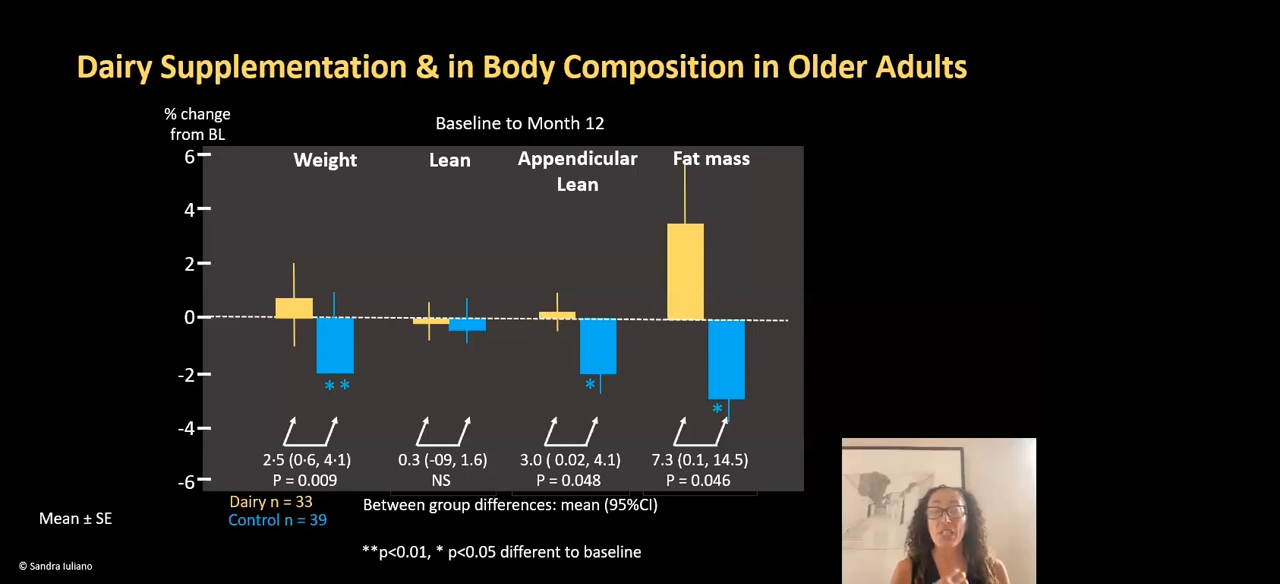 Dairy Supplementation & in Body Composition in Older Adults
% change
from BL
Baseline to Month 12
Weight
Lean
Appendicular
Lean
Fat mass
6
4
2
0
-2
-4
-6
**
*
*
2·5 (0·6, 4·1)
P = 0.009
0.3 (-09, 1.6)
NS
3.0 ( 0.02, 4.1)
P = 0.048
7.3 (0.1, 14.5)
P = 0.046
Dairy n = 33
Control n = 39
Between group differences: mean (95%CI)
Mean ± SE
**p<0.01, * p<0.05 different to baseline
© Sandra Iuliano